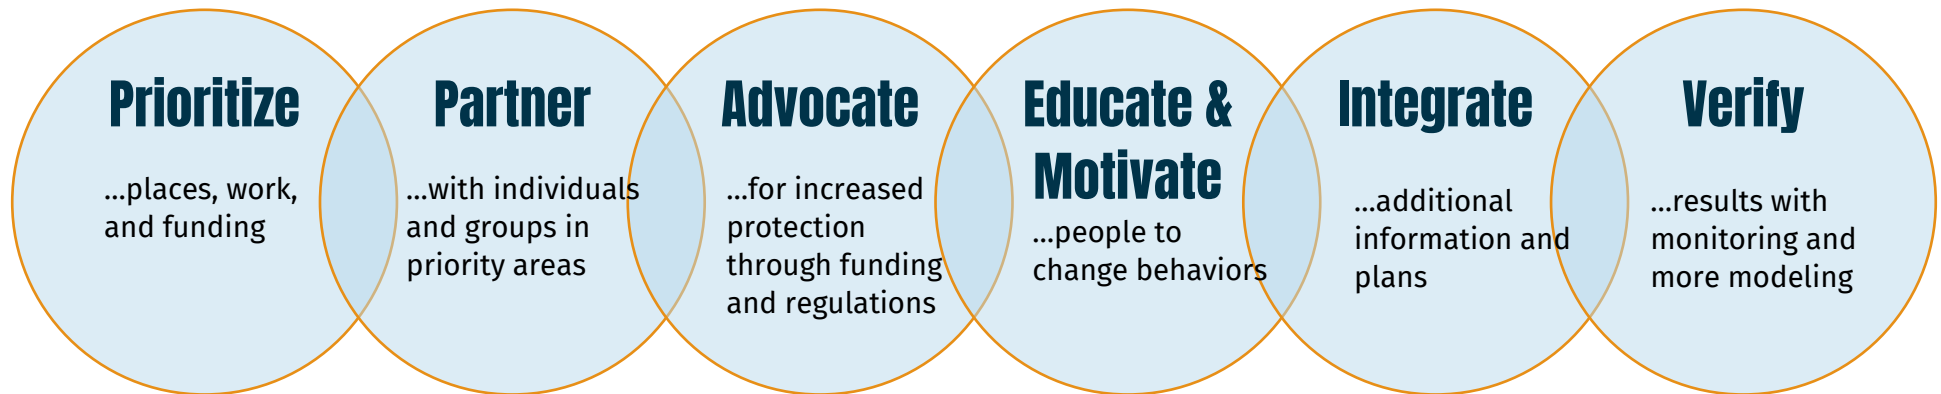 Prioritize
...places, work,
and funding
Partner
...with individuals
and groups in
priority areas
Advocate
...for increased
protection
through funding
and regulations
Educate &
Motivate
...people to
change behaviors
Integrate
...additional
information and
plans
Verify
...results with
monitoring and
more modeling